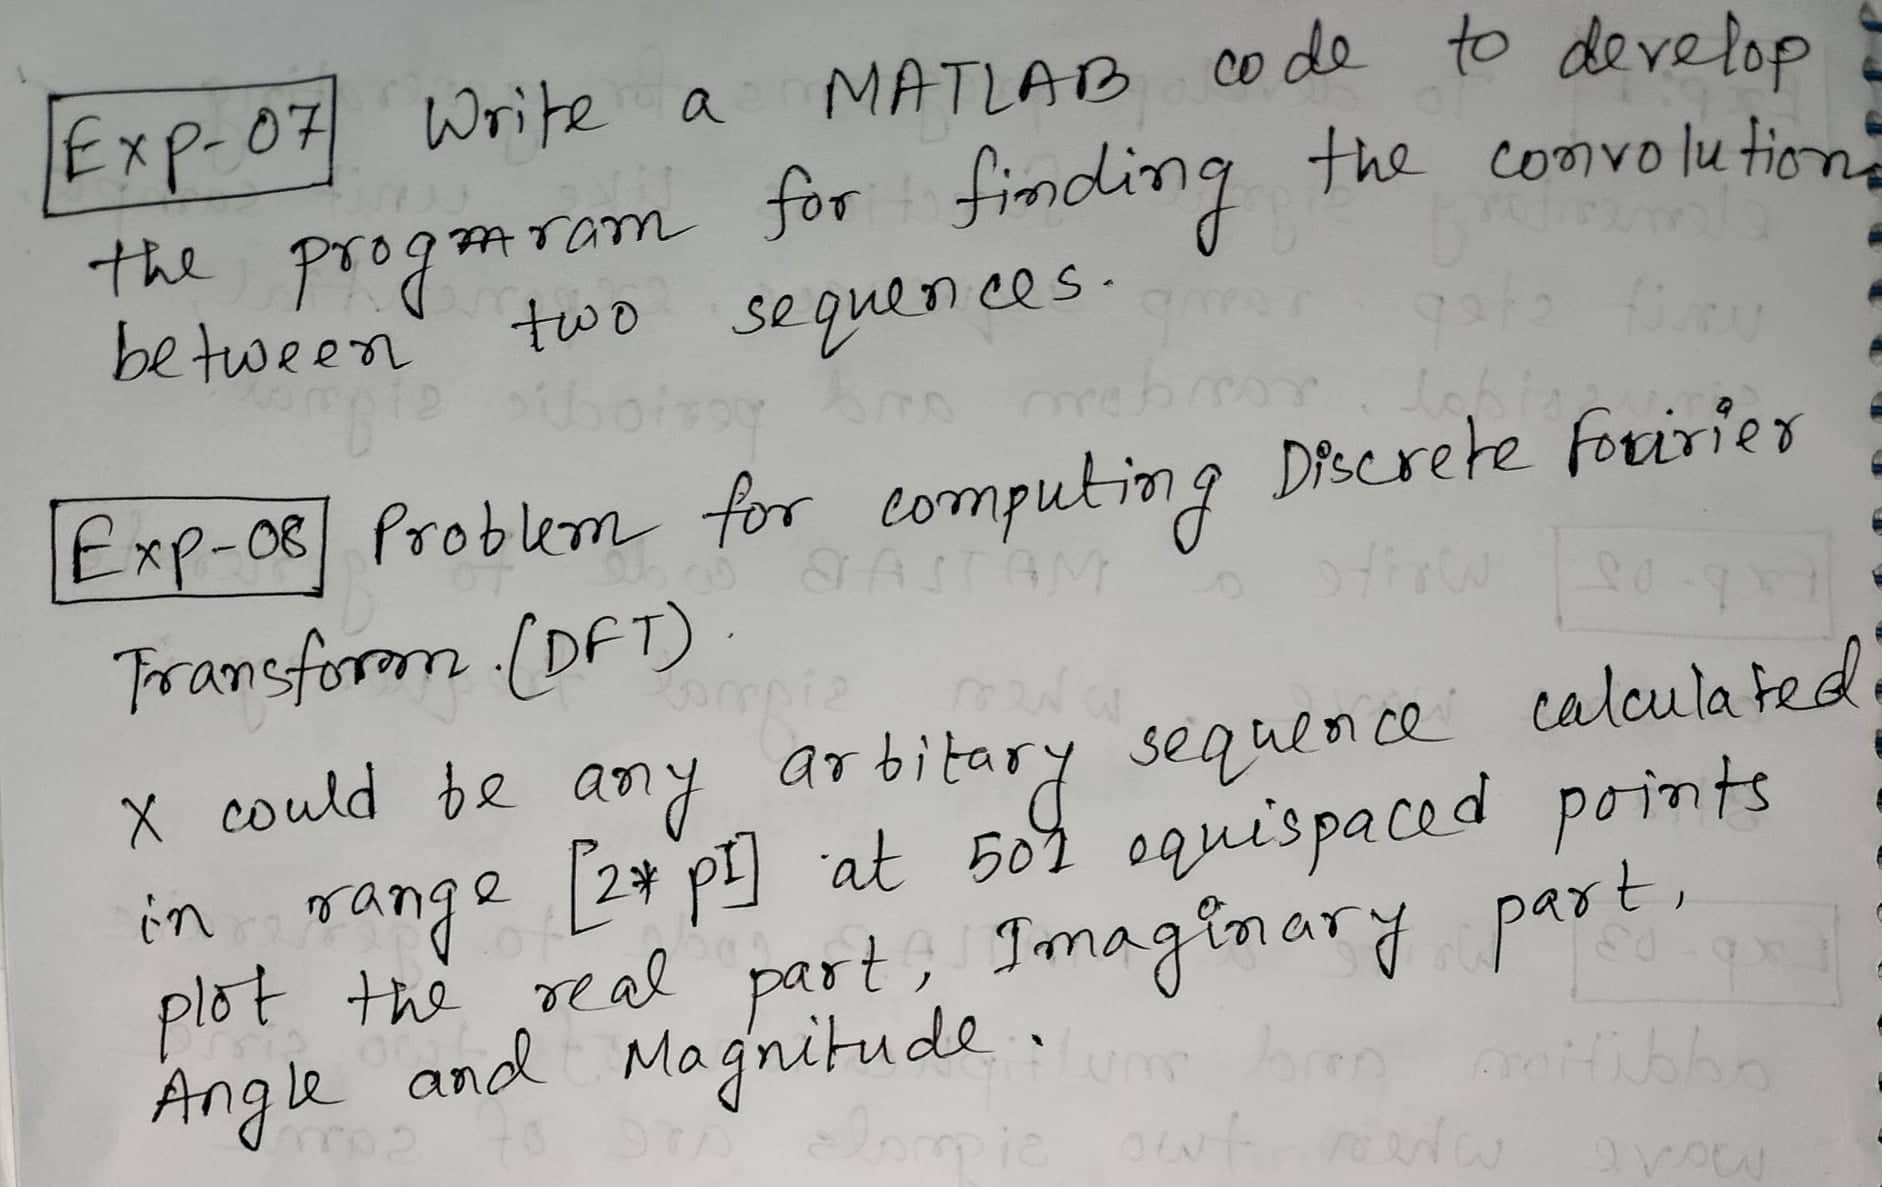 Exp-07 Write a MATLAB code to develop
the program for finding the convolution
between two sequences.
Exp-08 Problem for computing Discrete Fourier
Transform. (DFT).
X could be any arbitary sequence calculated
in range [2* pI] at 501 equispaced points
plot the real part, Imaginary part,
Angle and Magnitude.